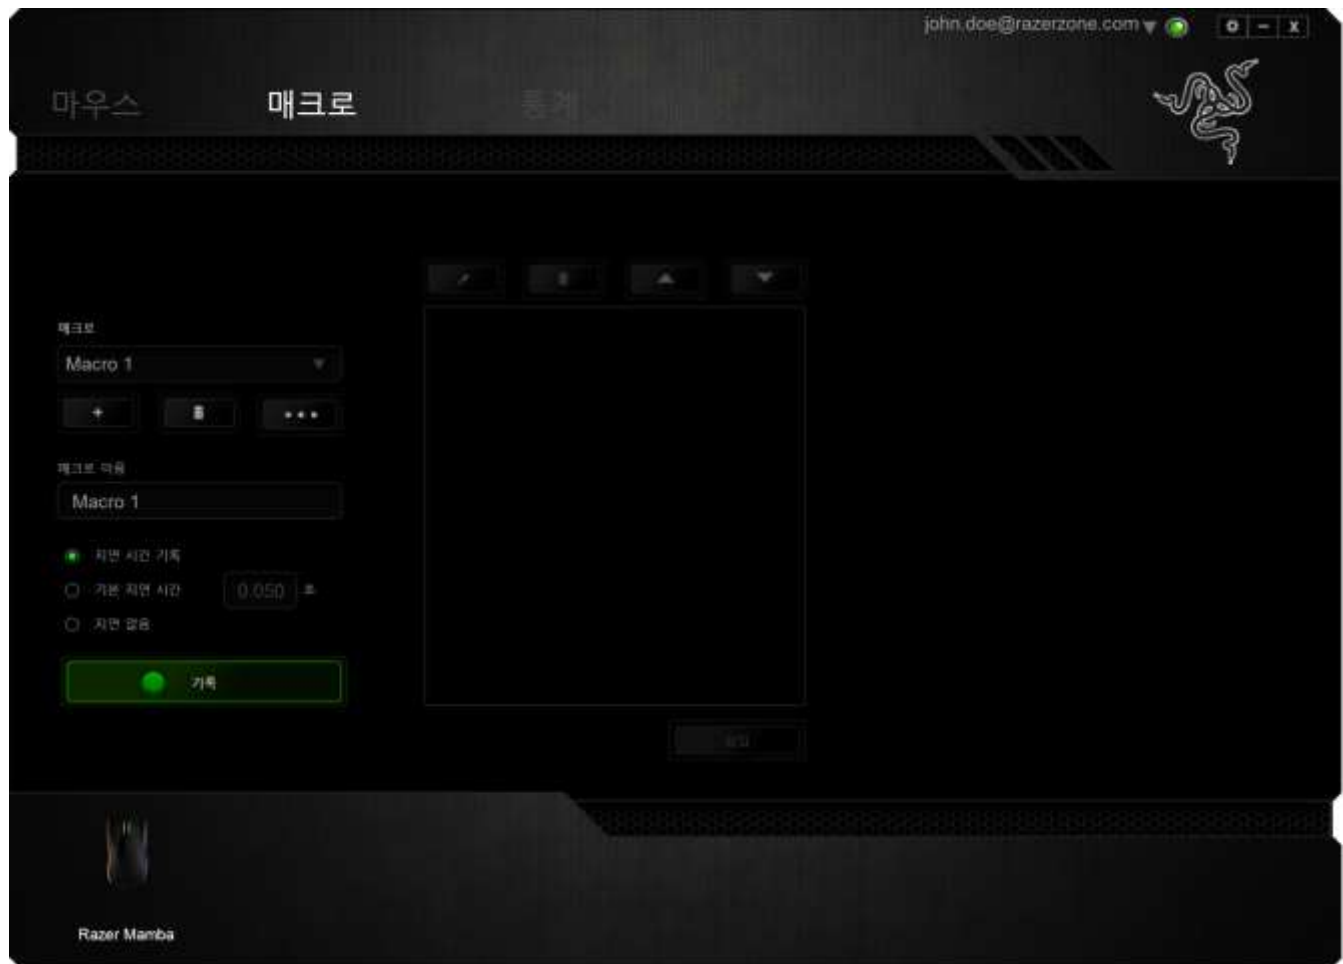 john.doe@razerzone.com
마우스 매크로 통계
매크로
Macro 1
매크로 이름
Macro 1
지연 시간 기록
기본 지연 시간 0.050 초
지연 없음
기록
Razer Mamba